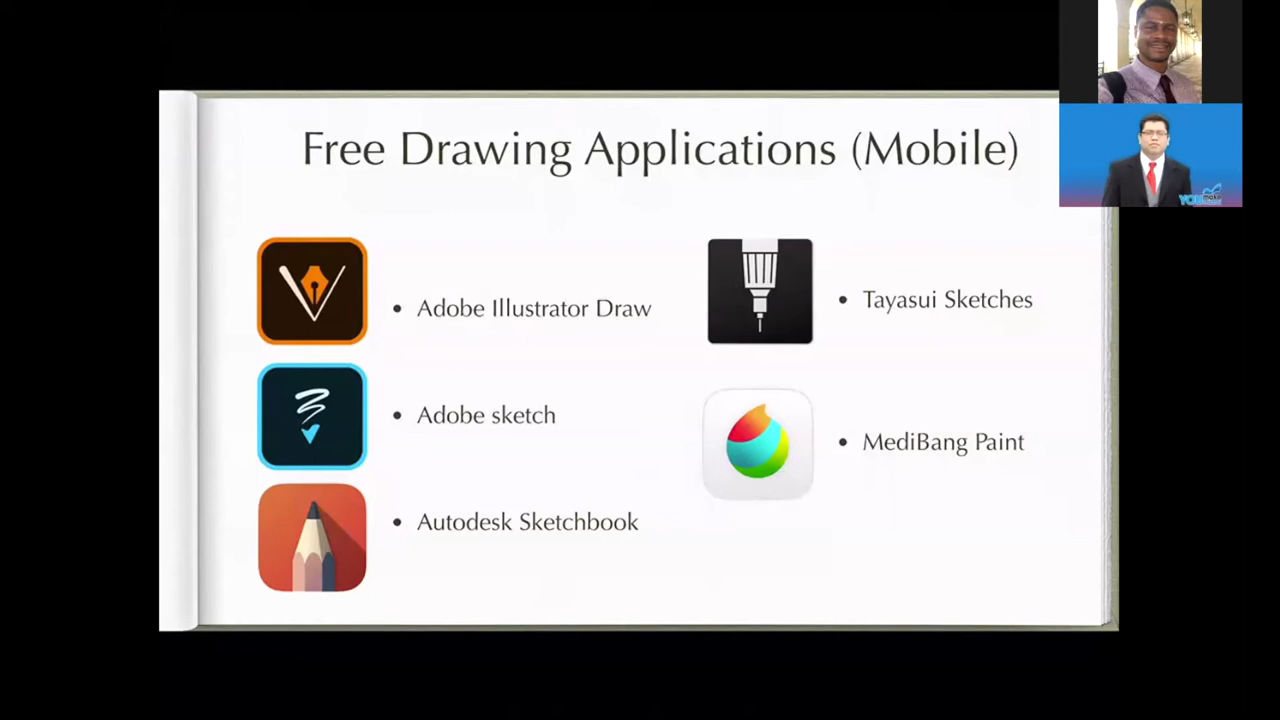 Free Drawing Applications (Mobile)
• Adobe Illustrator Draw
• Adobe sketch
• Autodesk Sketchbook
• Tayasui Sketches
• MediBang Paint